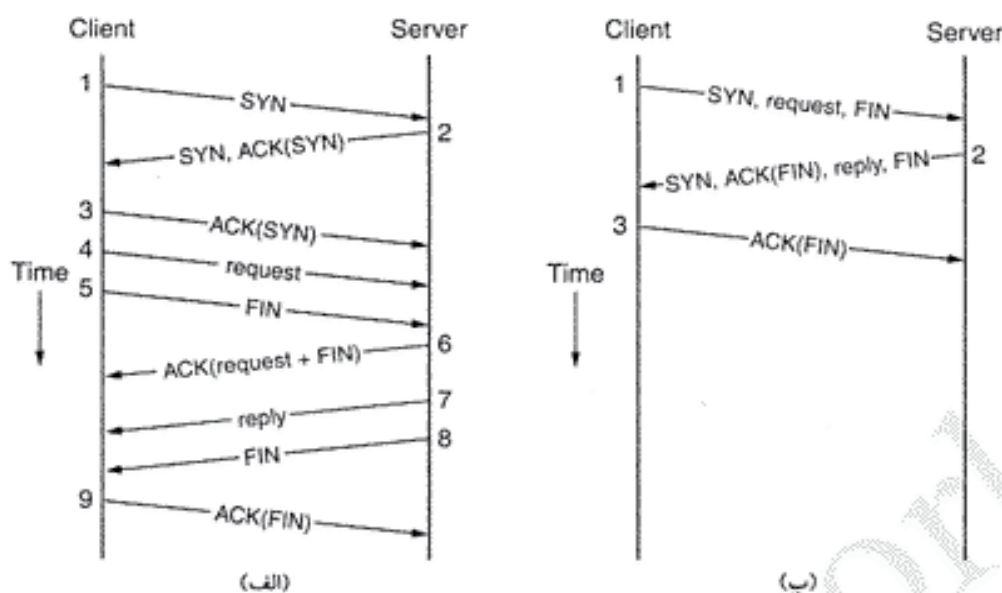 Client
Server
1
SYN
2
SYN, ACK(SYN)
3
ACK(SYN)
4
request
Time
5
FIN
6
ACK(request + FIN)
7
reply
8
FIN
9
ACK(FIN)
(الف)
Client
Server
1
SYN, request, FIN
2
SYN, ACK(FIN), reply, FIN
3
ACK(FIN)
Time
(ب)